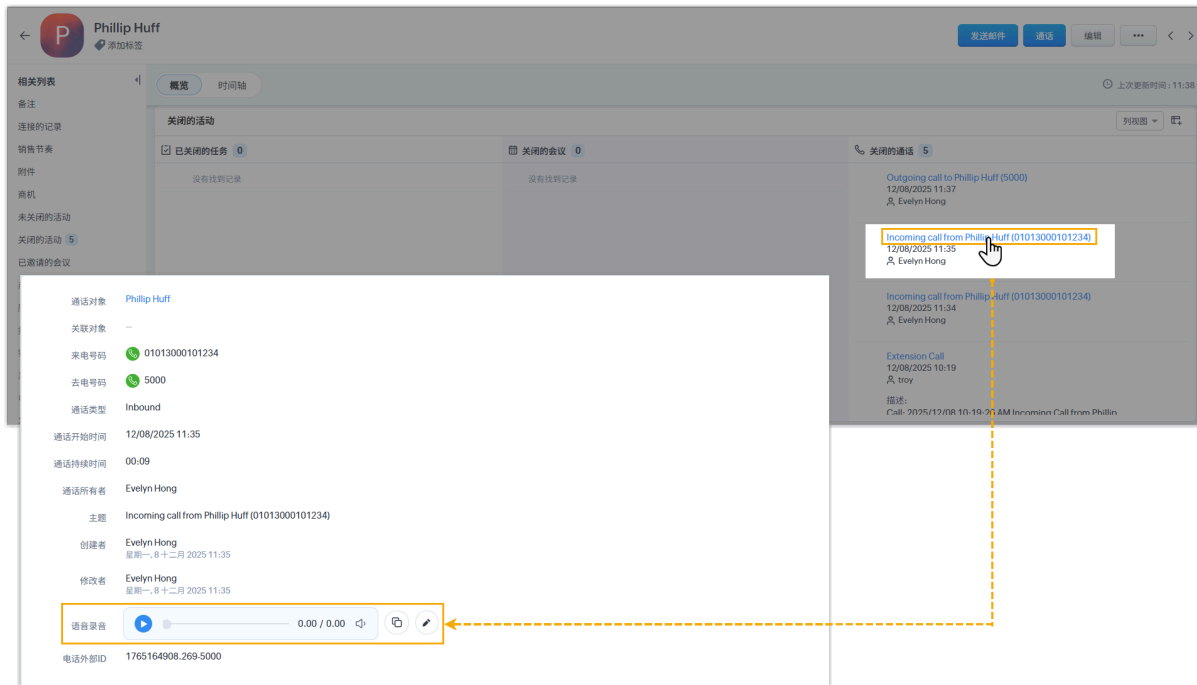 P
Phillip Huff
添加标签
发送邮件
通话
编辑
相关列表
备注
连接的记录
销售节奏
附件
商机
未关闭的活动
关闭的活动 5
已邀请的会议
概览
时间轴
上次更新时间 : 11:38
关闭的活动
列视图
已关闭的任务 0
没有找到记录
关闭的会议 0
没有找到记录
关闭的通话 5
Outgoing call to Phillip Huff (5000)
12/08/2025 11:37
Evelyn Hong
Incoming call from Phillip Huff (01013000101234)
12/08/2025 11:35
Evelyn Hong
Incoming call from Phillip Huff (01013000101234)
12/08/2025 11:34
Evelyn Hong
Extension Call
12/08/2025 10:19
troy
描述:
Call: 2025/12/08 10-19-26 AM Incoming Call from Phillip
通话对象 Phillip Huff
关联对象 —
来电号码 01013000101234
去电号码 5000
通话类型 Inbound
通话开始时间 12/08/2025 11:35
通话持续时间 00:09
通话所有者 Evelyn Hong
主题 Incoming call from Phillip Huff (01013000101234)
创建者 Evelyn Hong
星期一, 8 十二月 2025 11:35
修改者 Evelyn Hong
星期一, 8 十二月 2025 11:35
语音录音 0.00 / 0.00
电话外部ID 1765164908.269-5000